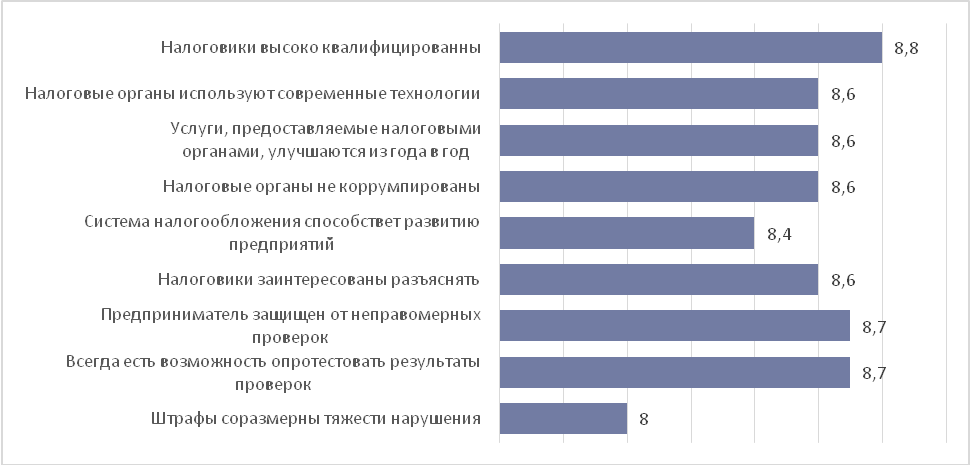 Налоговики высоко квалифицированны
8,8
Налоговые органы используют современные технологии
8,6
Услуги, предоставляемые налоговыми
органами, улучшаются из года в год
8,6
Налоговые органы не коррумпированы
8,6
Система налогообложения способствет развитию
предприятий
8,4
Налоговики заинтересованы разъяснять
8,6
Предприниматель защищен от неправомерных
проверок
8,7
Всегда есть возможность опротестовать результаты
проверок
8,7
Штрафы соразмерны тяжести нарушения
8